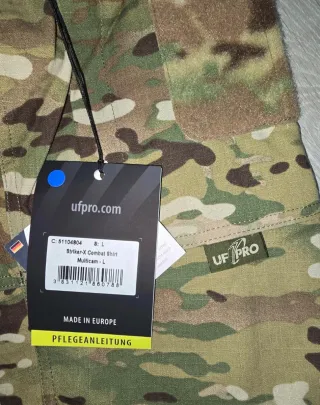 ufpro.com
C: 51104804 S: L
Striker-X Combat Shirt
Multicam - L
MADE IN EUROPE
PFLEGEANLEITUNG
UF PRO